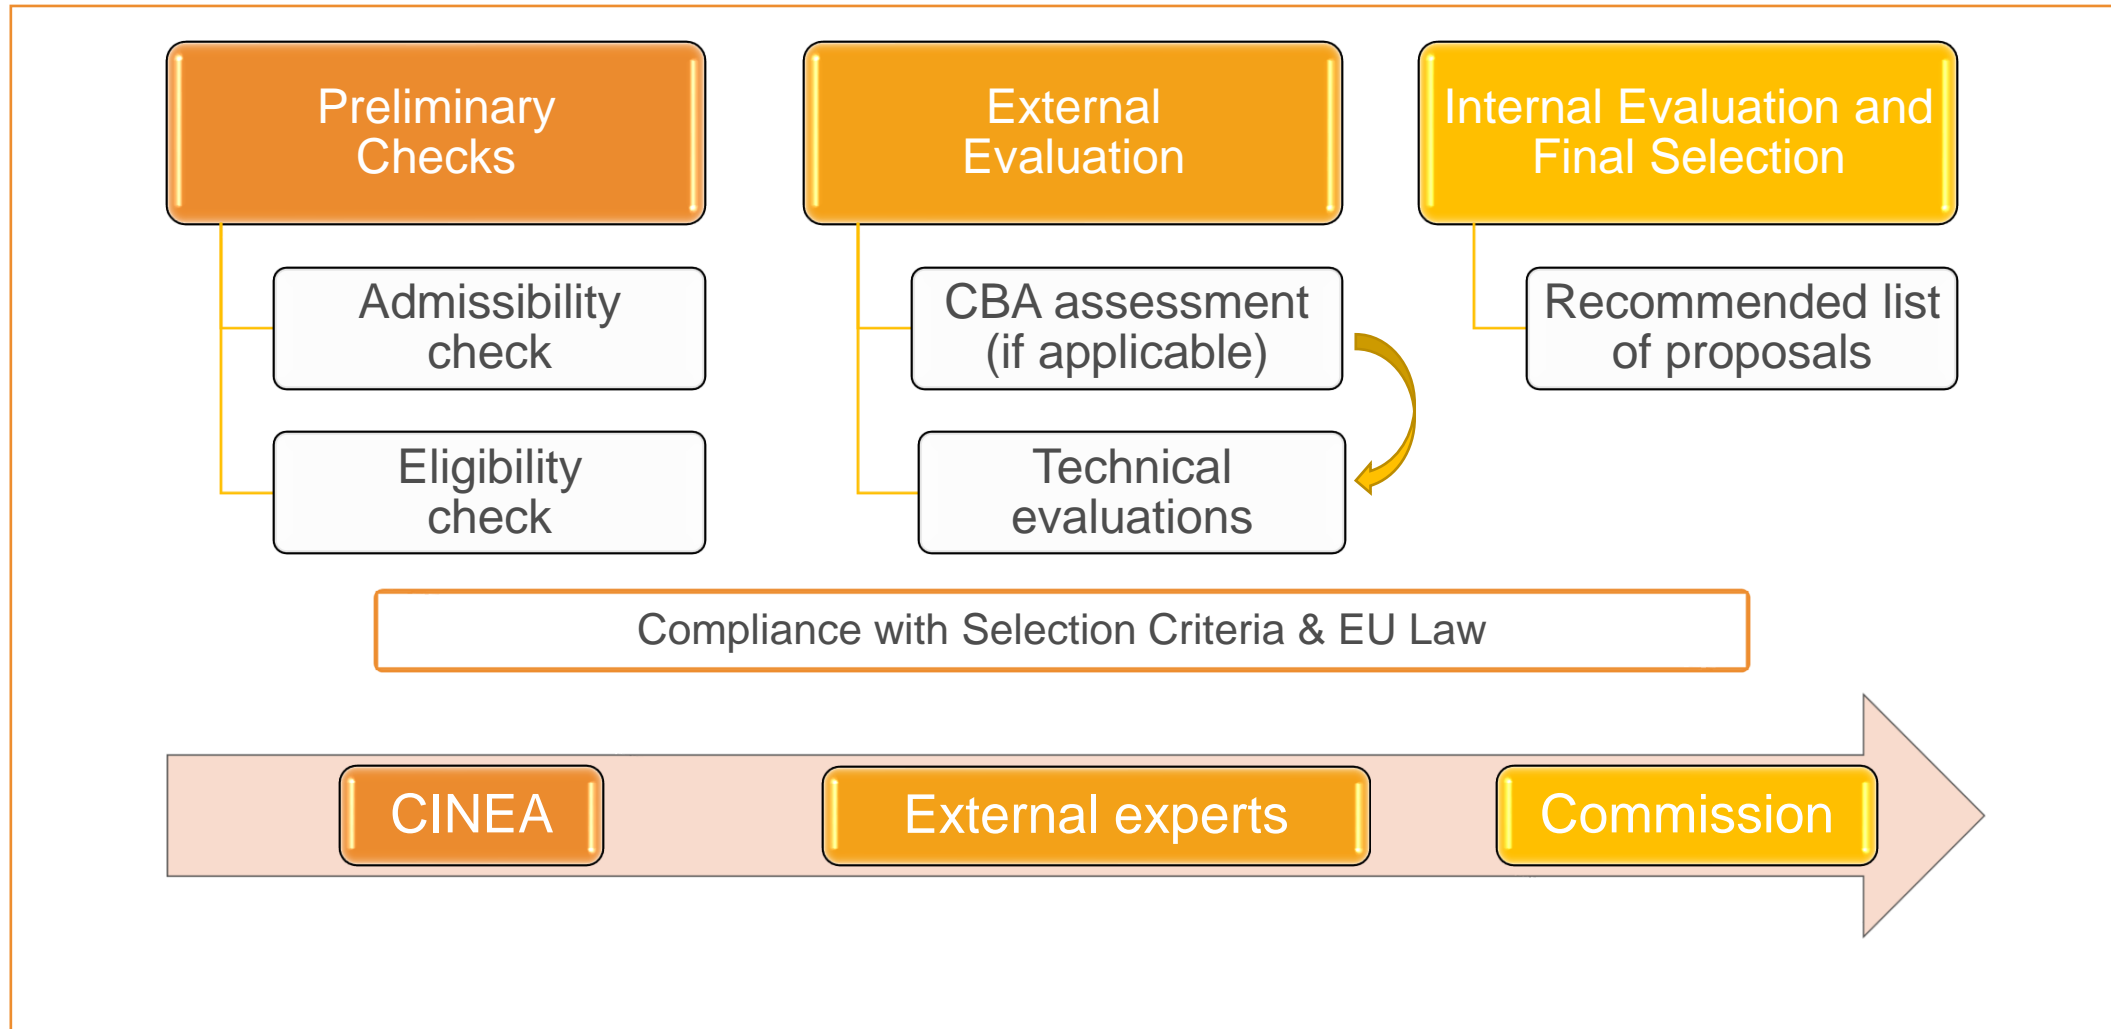 Preliminary
Checks
Admissibility
check
Eligibility
check
External
Evaluation
CBA assessment
(if applicable)
Technical
evaluations
Internal Evaluation and
Final Selection
Recommended list
of proposals
Compliance with Selection Criteria & EU Law
CINEA
External experts
Commission